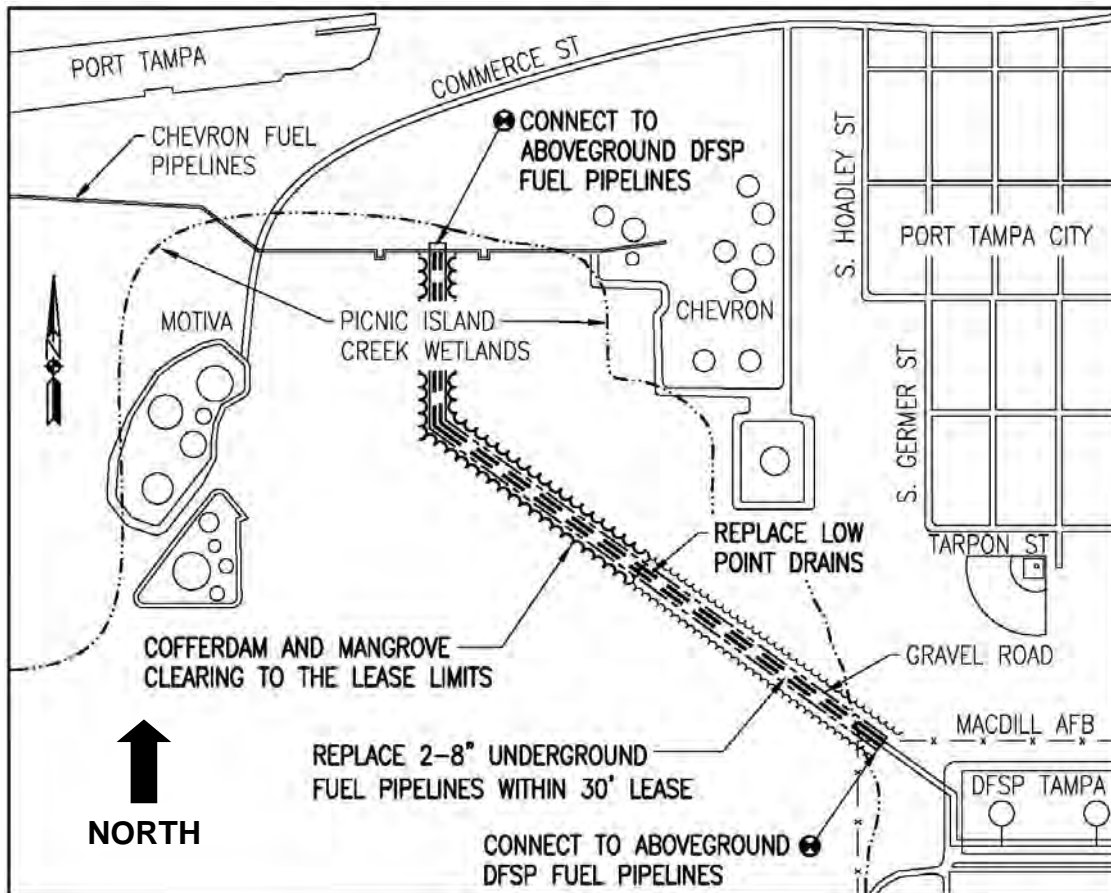 PORT TAMPA
COMMERCE ST
CHEVRON FUEL
PIPELINES
CONNECT TO
ABOVEGROUND DFSP
FUEL PIPELINES
S. HOADLEY ST
PORT TAMPA CITY
MOTIVA
PICNIC ISLAND
CREEK WETLANDS
CHEVRON
N
S. GERMER ST
REPLACE LOW
POINT DRAINS
TARPON ST
COFFERDAM AND MANGROVE
CLEARING TO THE LEASE LIMITS
GRAVEL ROAD
MACDILL AFB
REPLACE 2-8" UNDERGROUND
FUEL PIPELINES WITHIN 30' LEASE
DFSP TAMPA
NORTH
CONNECT TO ABOVEGROUND
DFSP FUEL PIPELINES